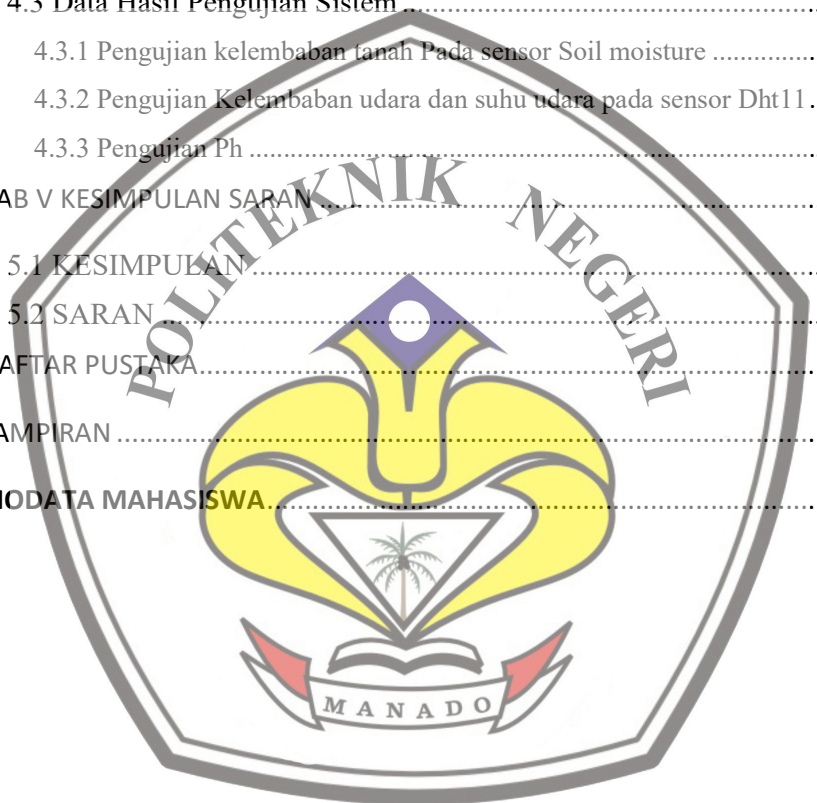 4.3 Data Hasil Pengujian Sistem ........................................................
4.3.1 Pengujian kelembaban tanah Pada sensor Soil moisture ................
4.3.2 Pengujian Kelembaban udara dan suhu udara pada sensor Dht11 ..
4.3.3 Pengujian Ph ........................................................................
AB V KESIMPULAN SARAN ........................................................
5.1 KESIMPULAN ........................................................................
5.2 SARAN ........................................................................
AFTAR PUSTAKA ........................................................................
AMPIRAN ........................................................................
IODATA MAHASISWA ........................................................................
POLITEKNIK NEGERI
MANADO